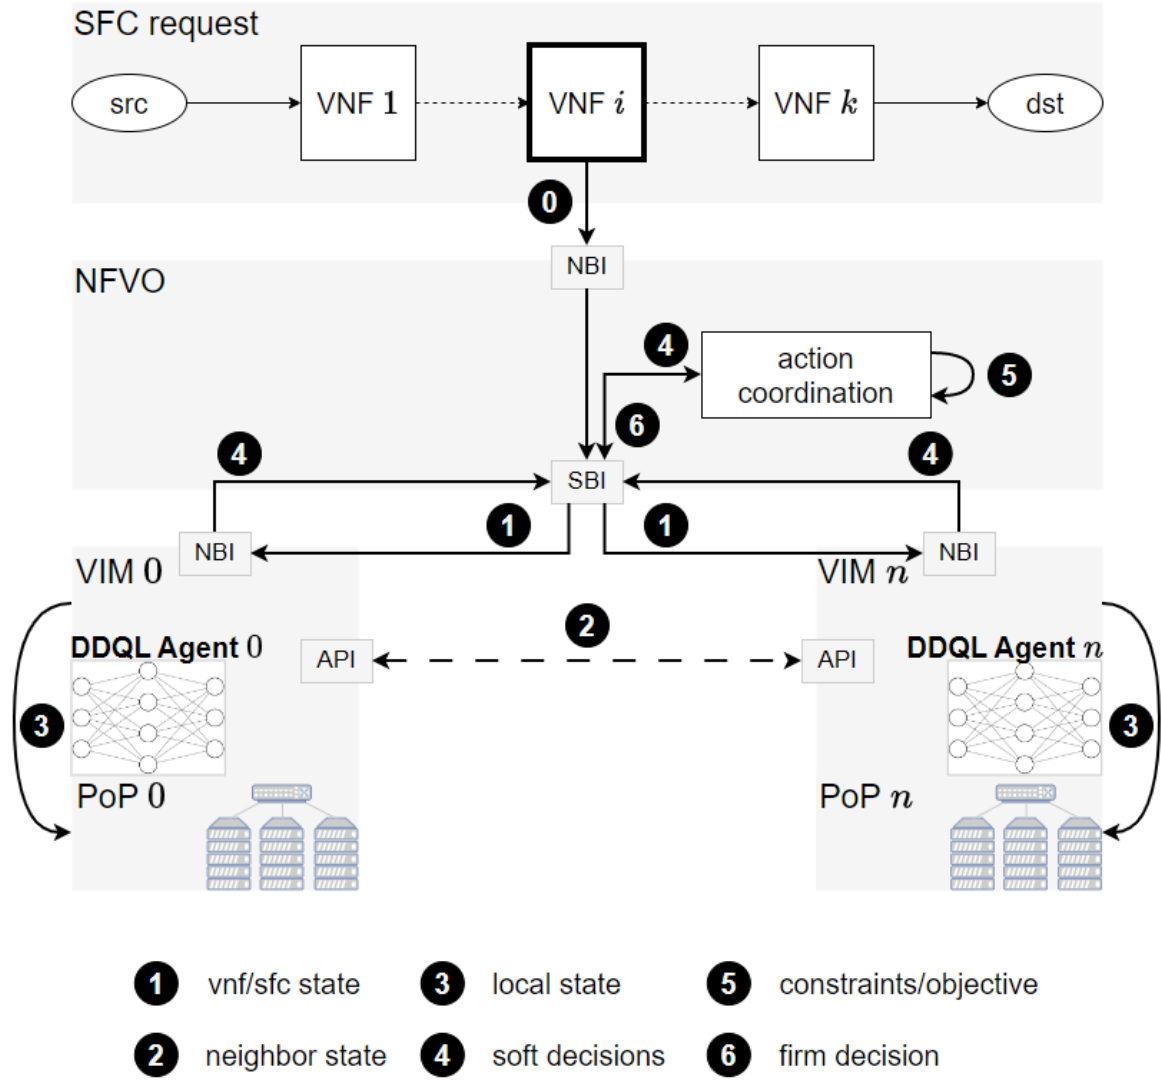 SFC request
src
VNF 1
VNF i
VNF k
dst
0
NBI
NFVO
4
action
coordination
5
6
4
4
SBI
1
1
NBI
NBI
VIM 0
VIM n
2
DDQL Agent 0
API
API
DDQL Agent n
3
3
PoP 0
PoP n
1 vnf/sfc state
3 local state
5 constraints/objective
2 neighbor state
4 soft decisions
6 firm decision